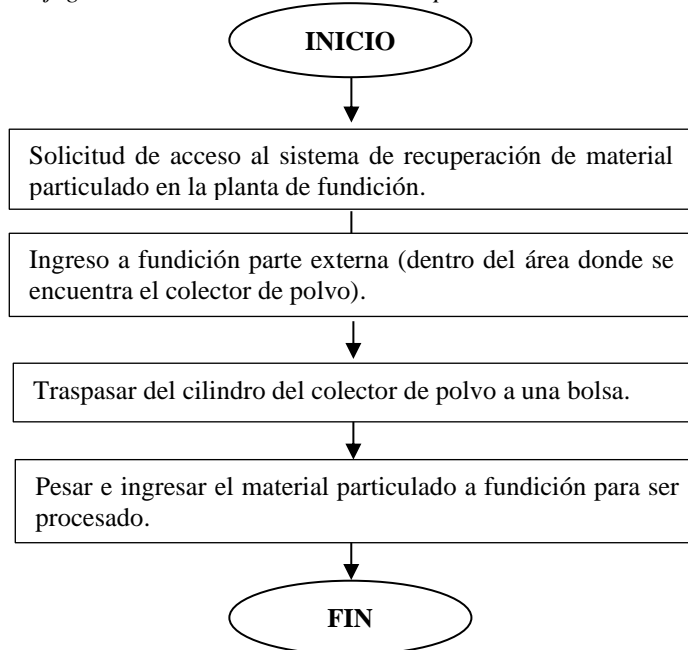 INICIO
Solicitud de acceso al sistema de recuperación de material
particulado en la planta de fundición.
Ingreso a fundición parte externa (dentro del área donde se
encuentra el colector de polvo).
Traspasar del cilindro del colector de polvo a una bolsa.
Pesar e ingresar el material particulado a fundición para ser
procesado.
FIN